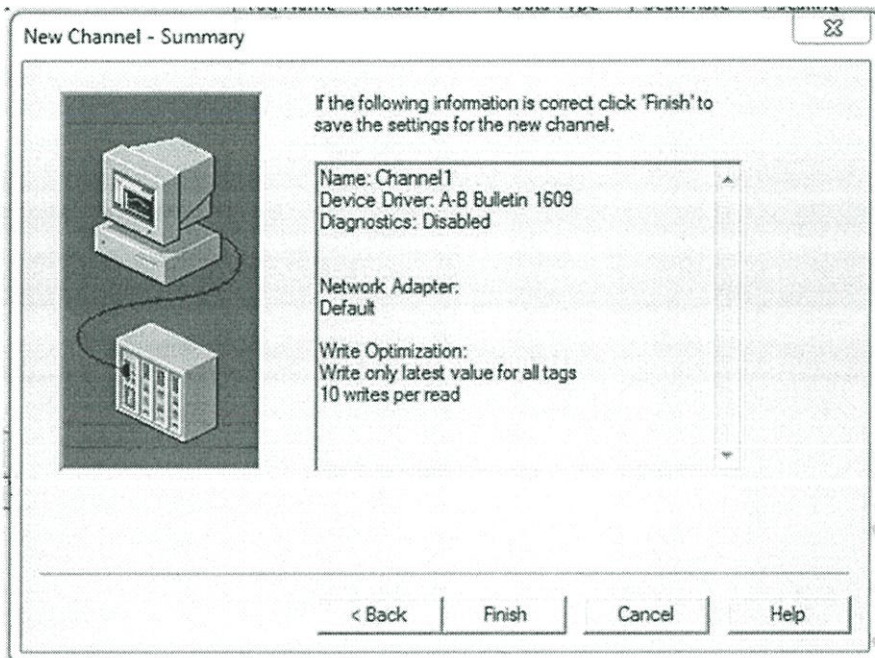 New Channel - Summary
If the following information is correct click 'Finish' to
save the settings for the new channel.
Name: Channel1
Device Driver: A-B Bulletin 1609
Diagnostics: Disabled
Network Adapter:
Default
Write Optimization:
Write only latest value for all tags
10 writes per read
< Back
Finish
Cancel
Help